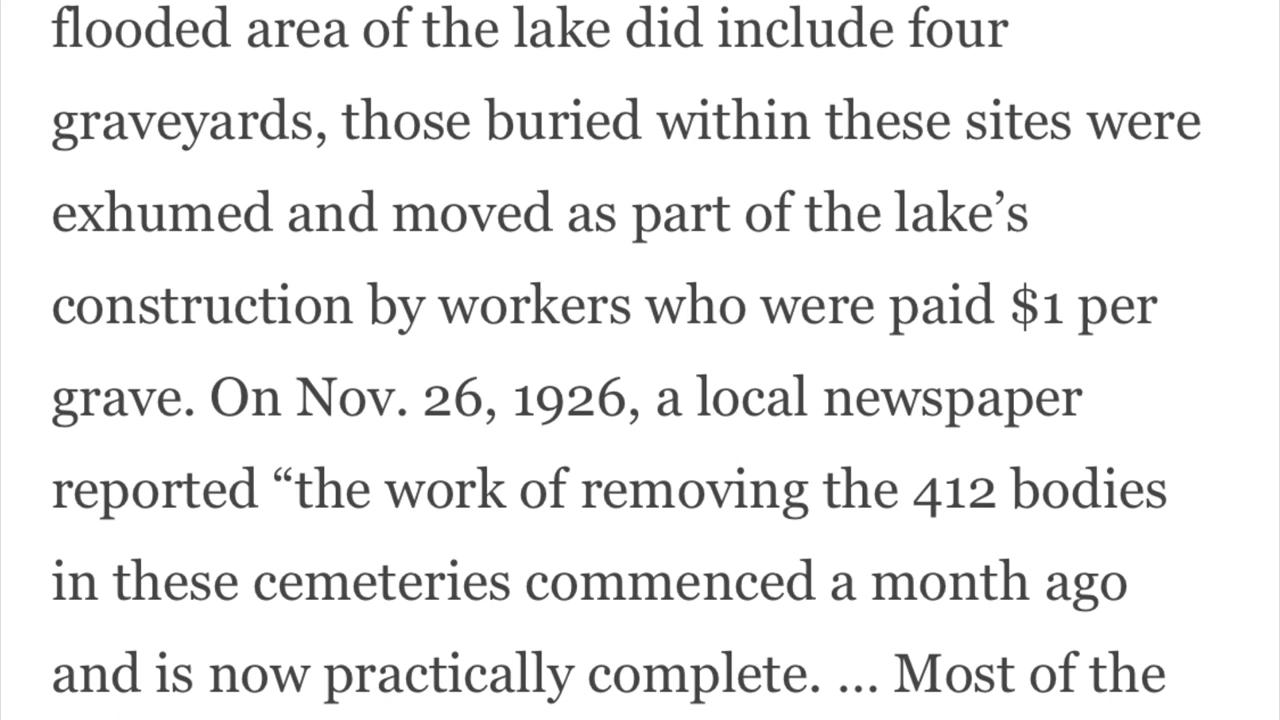 flooded area of the lake did include four
graveyards, those buried within these sites were
exhumed and moved as part of the lake’s
construction by workers who were paid $1 per
grave. On Nov. 26, 1926, a local newspaper
reported “the work of removing the 412 bodies
in these cemeteries commenced a month ago
and is now practically complete. ... Most of the